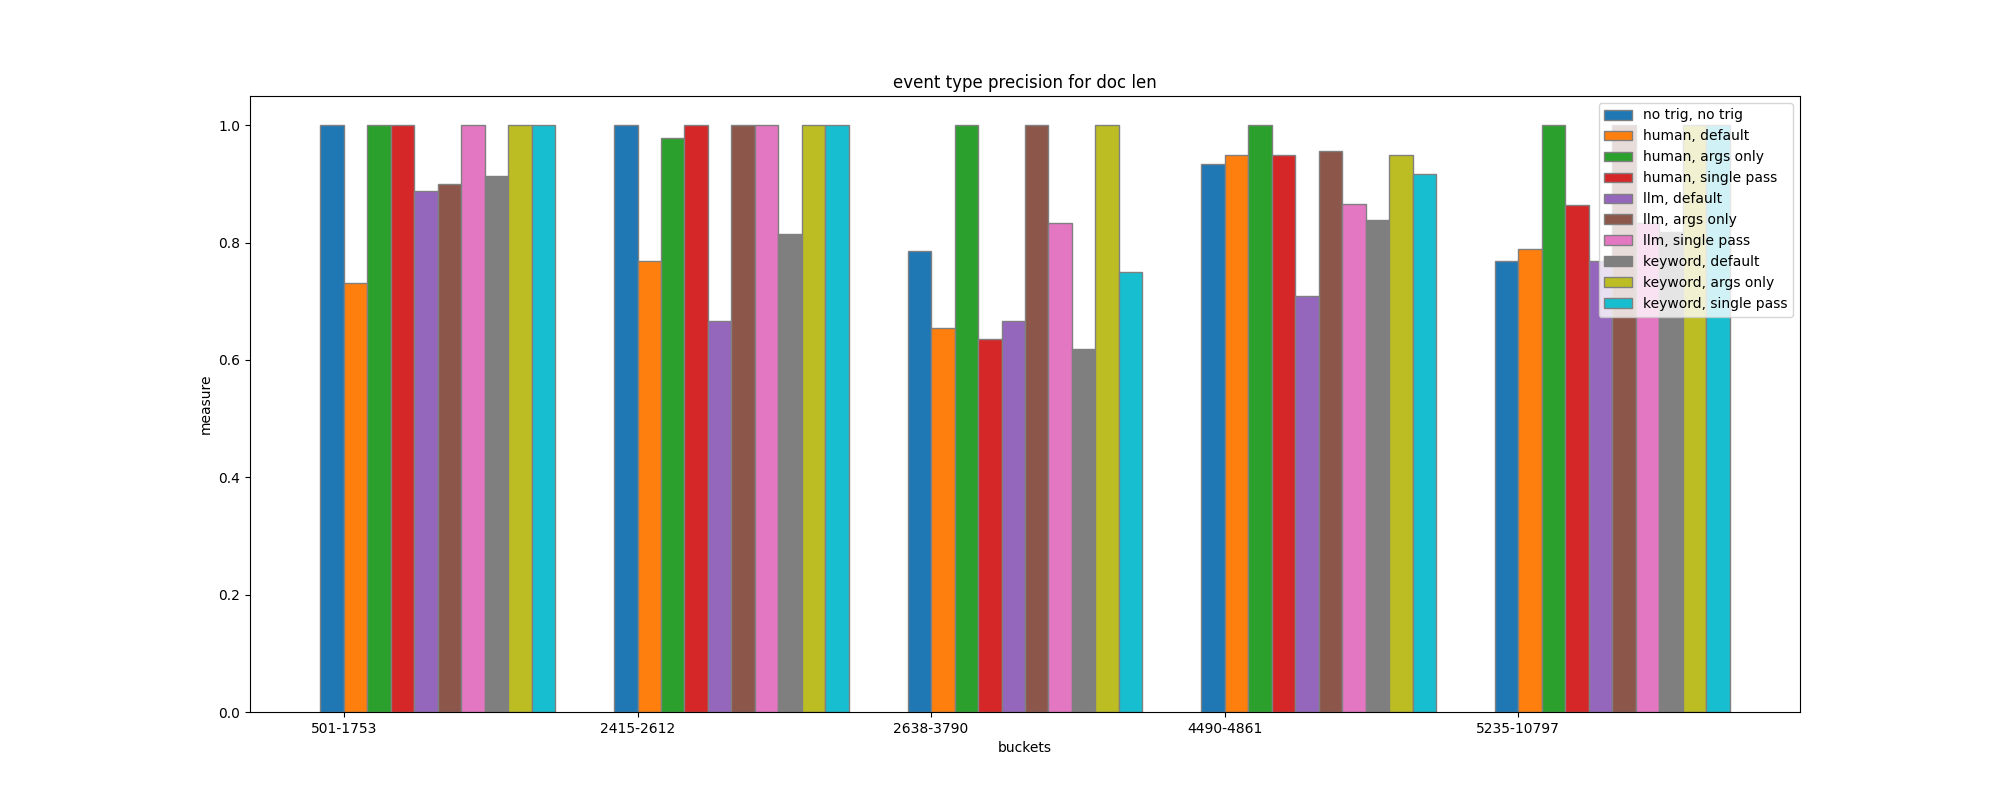 event type precision for doc len
measure
1.0
0.8
0.6
0.4
0.2
0.0
no trig, no trig
human, default
human, args only
human, single pass
llm, default
llm, args only
llm, single pass
keyword, default
keyword, args only
keyword, single pass
501-1753
2415-2612
2638-3790
4490-4861
5235-10797
buckets